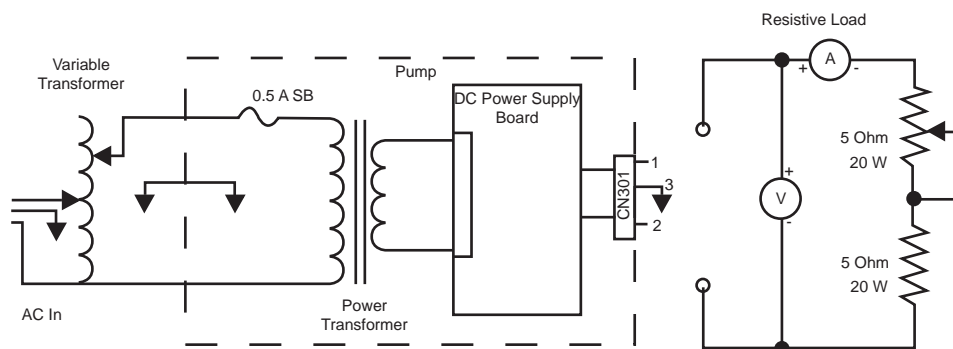 Resistive Load
Variable
Transformer
Pump
+
A
-
0.5 A SB
DC Power Supply
Board
5 Ohm
20 W
1
3
2
CN301
+
V
-
5 Ohm
20 W
AC In
Power
Transformer